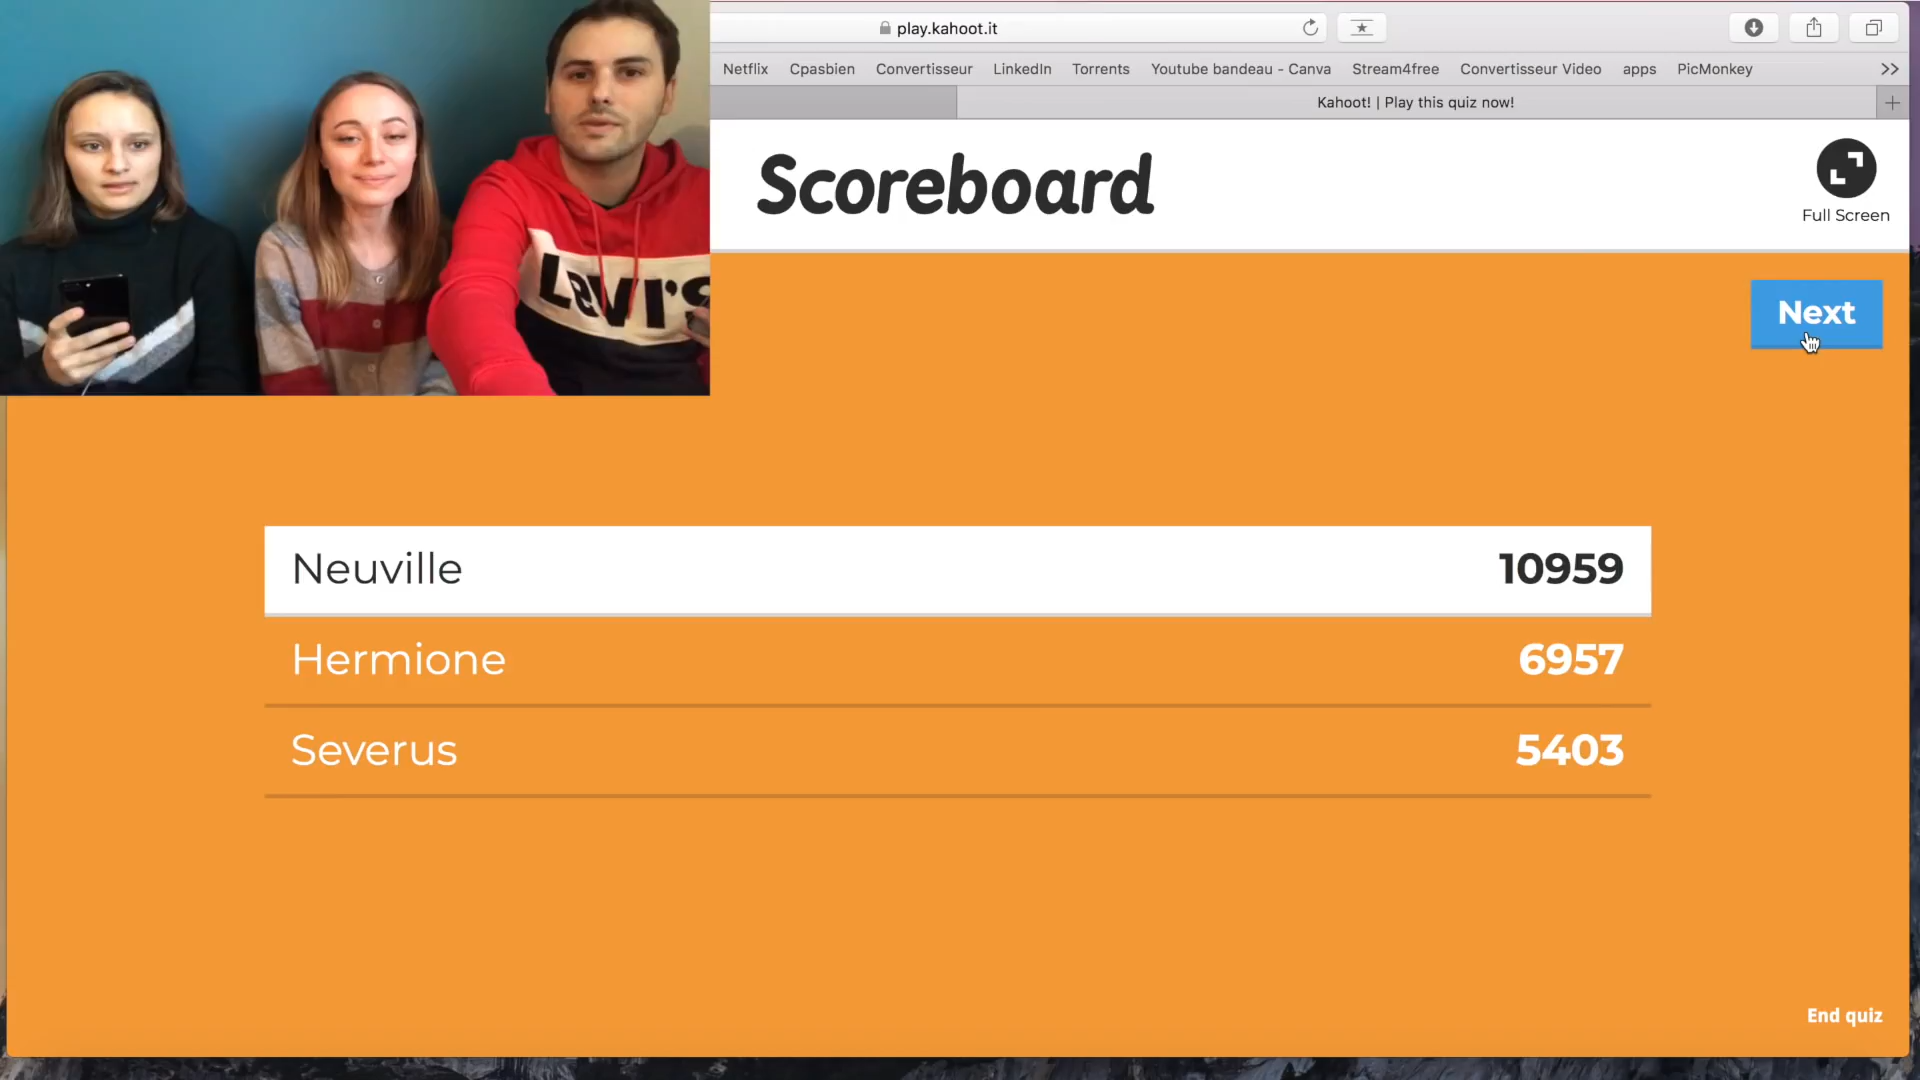 play.kahoot.it
Netflix Cpasbien Convertisseur LinkedIn Torrents Youtube bandeau - Canva Stream4free Convertisseur Video apps PicMonkey >>
Kahoot! | Play this quiz now!
Scoreboard
Full Screen
Levi's
Next
Neuville 10959
Hermione 6957
Severus 5403
End quiz